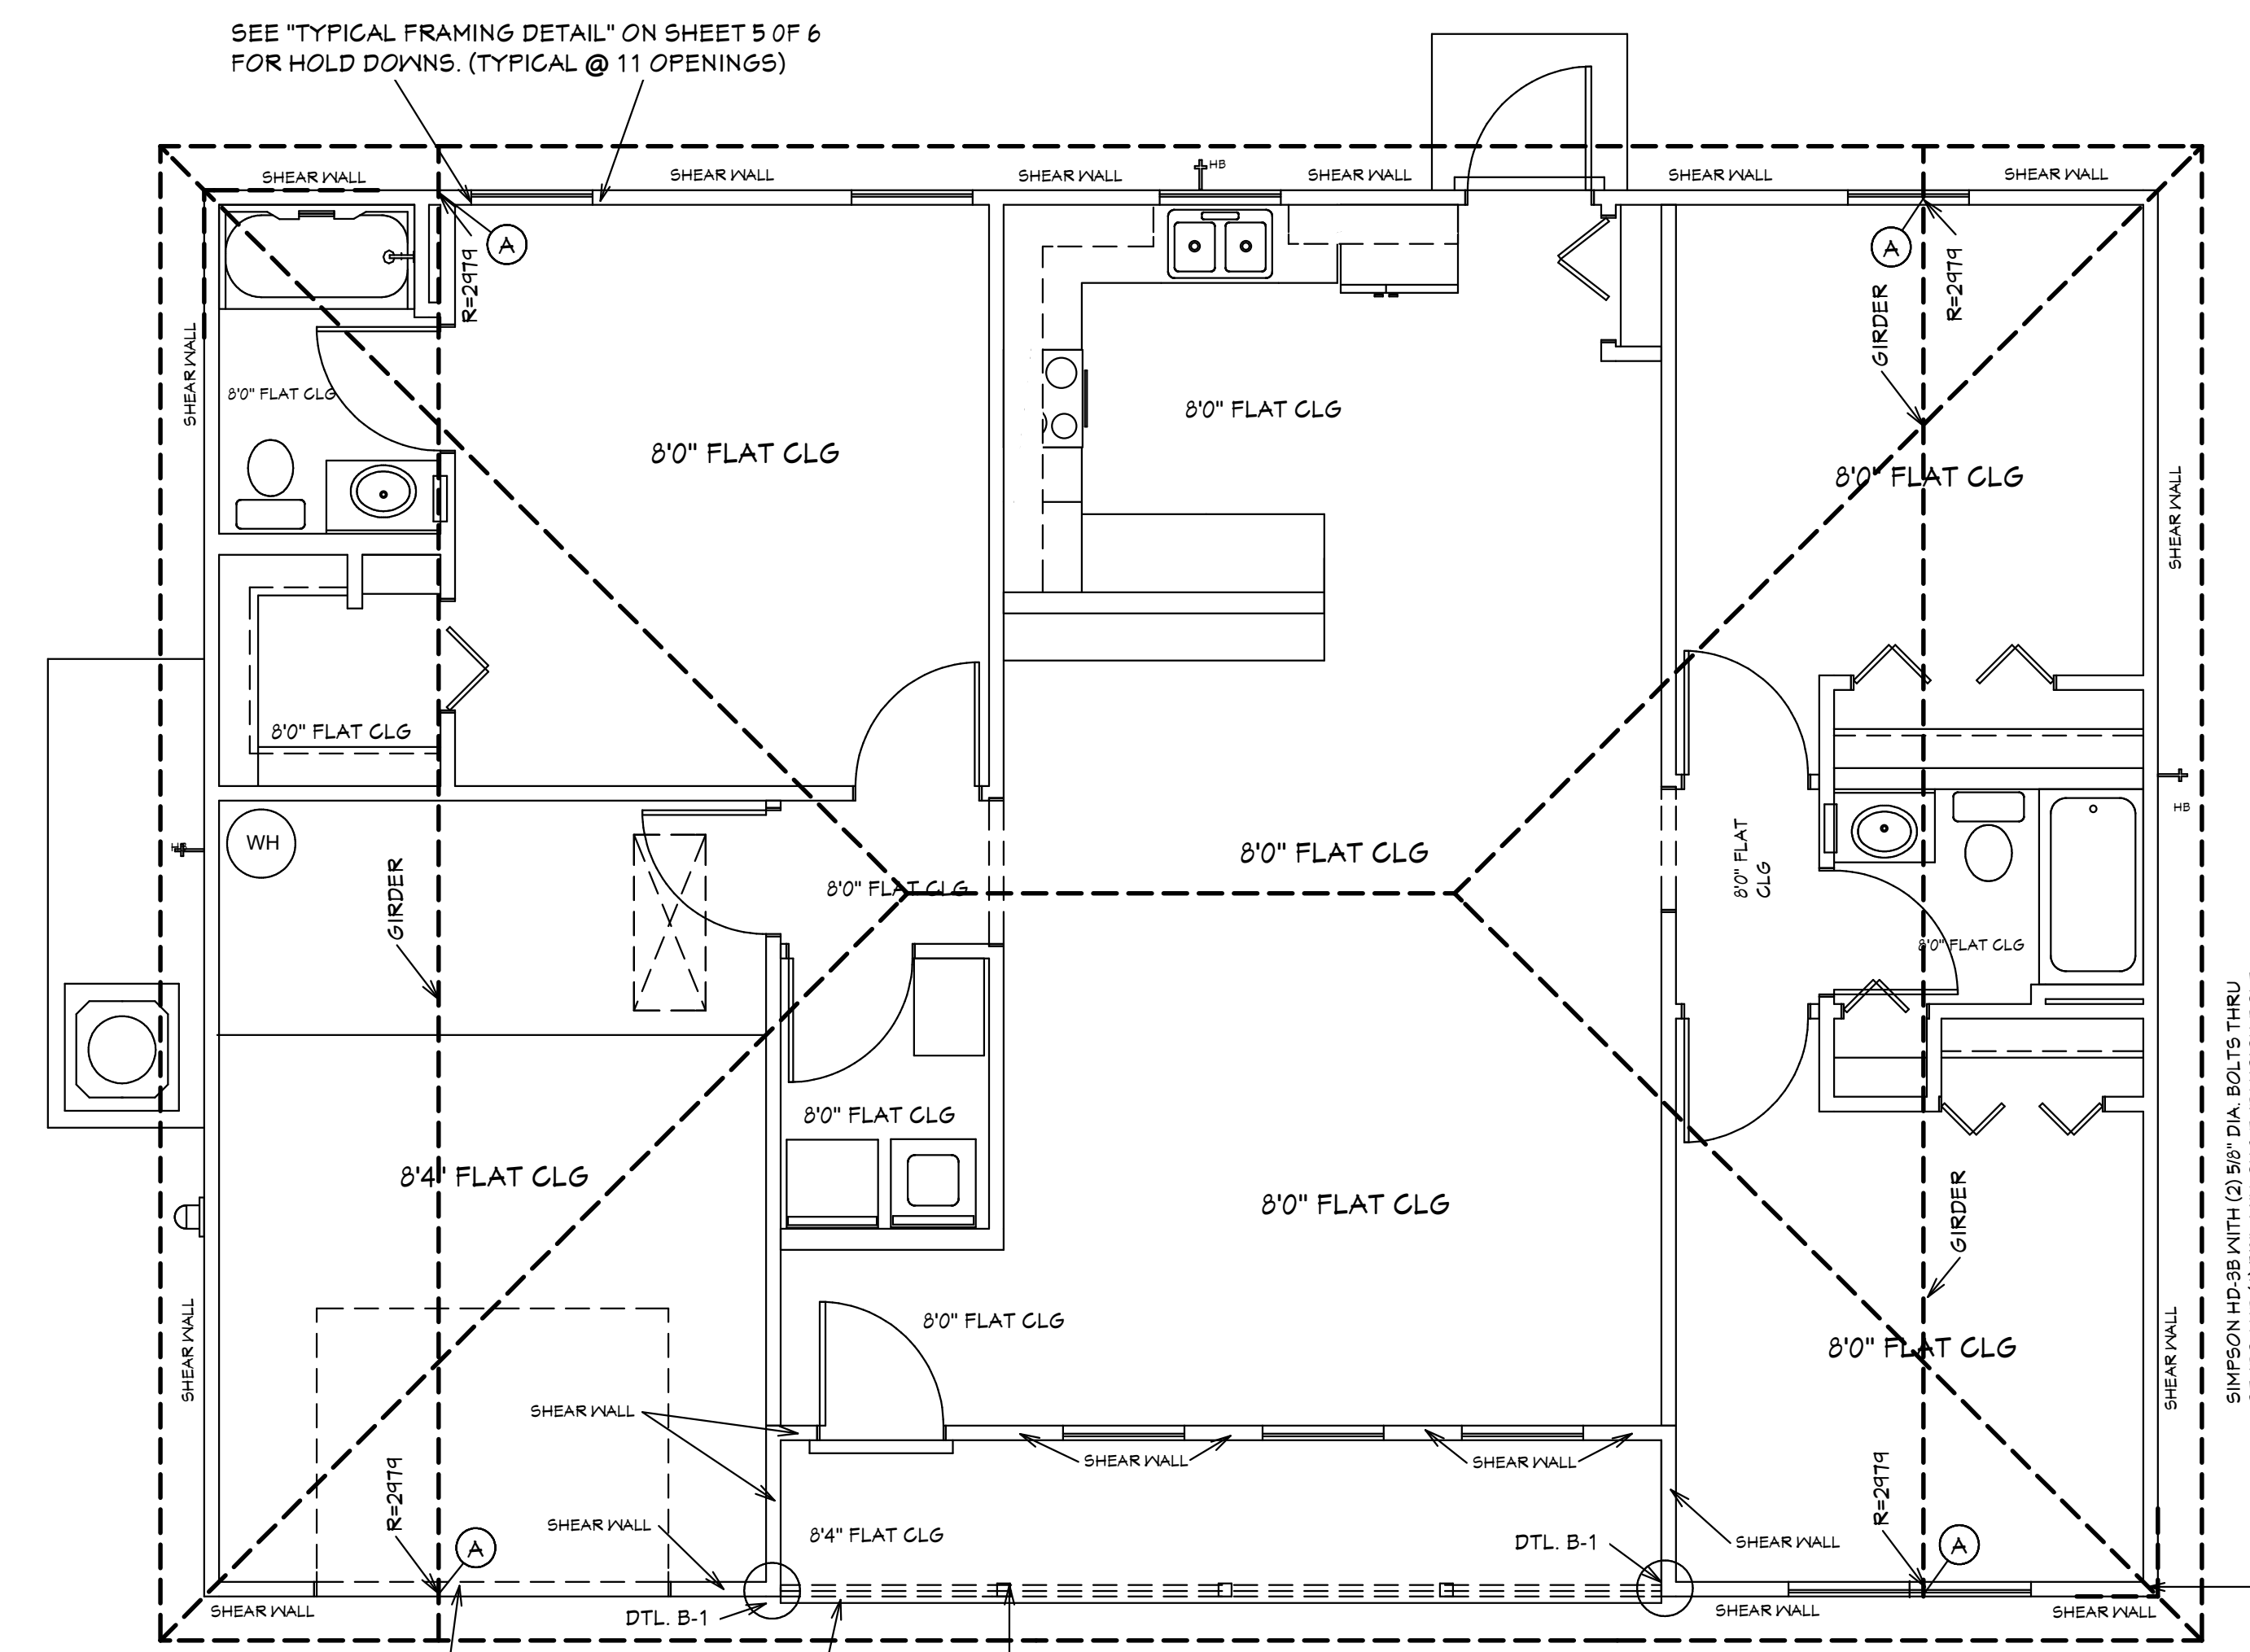 SEE "TYPICAL FRAMING DETAIL" ON SHEET 5 OF 6
FOR HOLD DOWNS. (TYPICAL @ 11 OPENINGS)
SHEAR WALL
SHEAR WALL
SHEAR WALL
HB
SHEAR WALL
SHEAR WALL
SHEAR WALL
A
R=2979
A
R=2979
GIRDER
SHEAR WALL
8'0" FLAT CLG
8'0" FLAT CLG
8'0" FLAT CLG
8'0" FLAT CLG
SHEAR WALL
8'0" FLAT CLG
HB
WH
HB
GIRDER
8'0" FLAT CLG
8'0" FLAT CLG
8'0" FLAT
CLG
8'0" FLAT CLG
8'0" FLAT CLG
8'4" FLAT CLG
8'0" FLAT CLG
GIRDER
SIMPSON HD-3B WITH (2) 5/8" DIA. BOLTS THRU
SHEAR WALL
8'0" FLAT CLG
8'0" FLAT CLG
SHEAR WALL
SHEAR WALL
SHEAR WALL
SHEAR WALL
R=2979
A
SHEAR WALL
8'4" FLAT CLG
DTL. B-1
SHEAR WALL
R=2979
A
SHEAR WALL
DTL. B-1
SHEAR WALL
SHEAR WALL